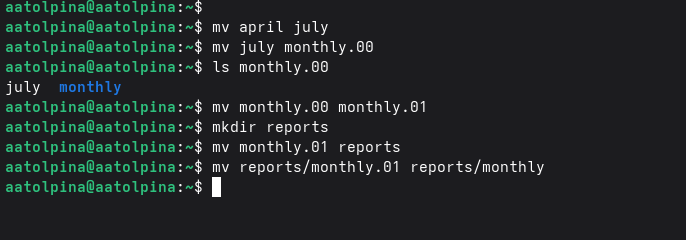 aatolpina@aatolpina:~$
aatolpina@aatolpina:~$ mv april july
aatolpina@aatolpina:~$ mv july monthly.00
aatolpina@aatolpina:~$ ls monthly.00
july  monthly
aatolpina@aatolpina:~$ mv monthly.00 monthly.01
aatolpina@aatolpina:~$ mkdir reports
aatolpina@aatolpina:~$ mv monthly.01 reports
aatolpina@aatolpina:~$ mv reports/monthly.01 reports/monthly
aatolpina@aatolpina:~$